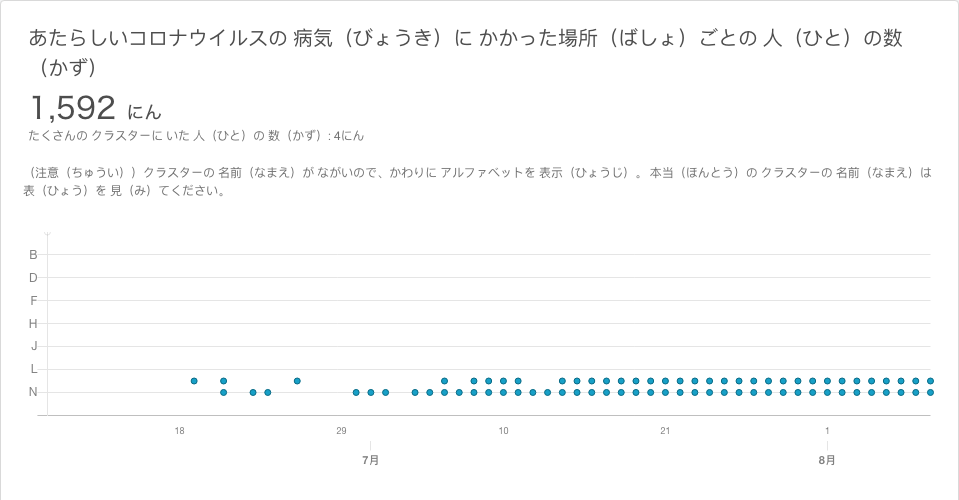 あたらしいコロナウイルスの 病気（びょうき）に かかった場所（ばしょ）ごとの 人（ひと）の数
（かず）
1,592 にん
たくさんの クラスターに いた 人（ひと）の 数（かず）: 4にん
（注意（ちゅうい））クラスターの 名前（なまえ）が ながいので、かわりに アルファベットを 表示（ひょうじ）。 本当（ほんとう）の クラスターの 名前（なまえ）は
表（ひょう）を 見（み）てください。
B
D
F
H
J
L
N
18 29 10 21 1
7月 8月